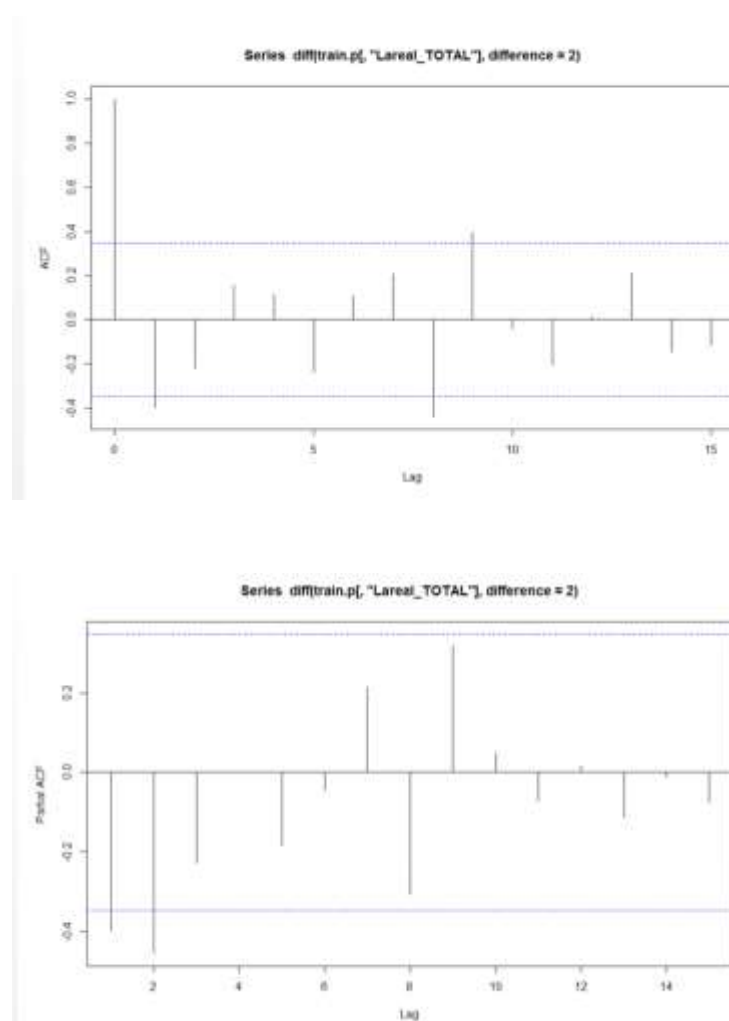 Series diff(train.p[, "Lareal_TOTAL"], difference = 2)
1.0
0.8
0.6
0.4
0.2
0.0
-0.2
-0.4
ACF
0 5 10 15
Lag
Series diff(train.p[, "Lareal_TOTAL"], difference = 2)
0.2
0.0
-0.2
-0.4
Partial ACF
2 4 6 8 10 12 14
Lag